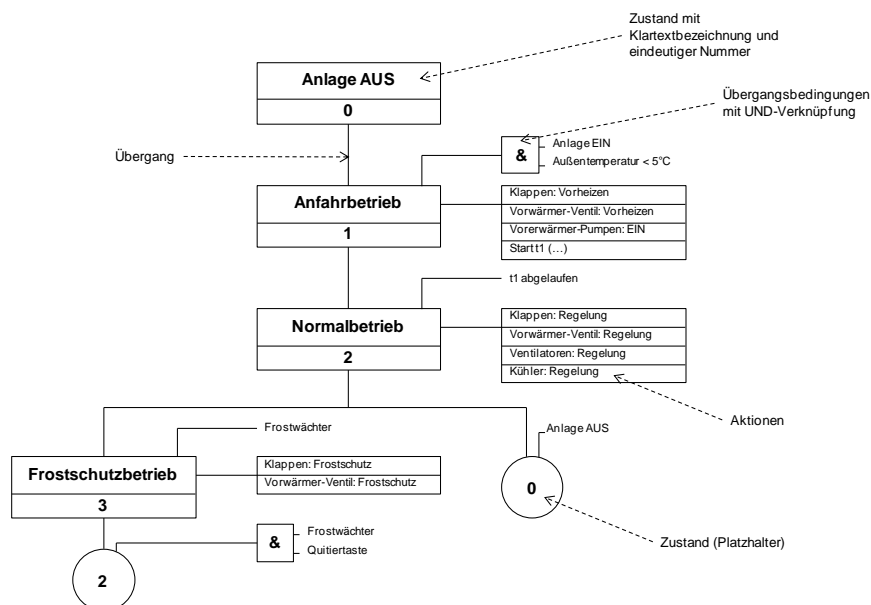 Zustand mit
Klartextbezeichnung und
eindeutiger Nummer
Anlage AUS
0
Übergangsbedingungen
mit UND-Verknüpfung
Übergang
&
Anlage EIN
Außentemperatur < 5°C
Anfahrbetrieb
1
Klappen: Vorheizen
Vorwärmer-Ventil: Vorheizen
Vorerwärmer-Pumpen: EIN
Start t1 (…)
t1 abgelaufen
Normalbetrieb
2
Klappen: Regelung
Vorwärmer-Ventil: Regelung
Ventilatoren: Regelung
Kühler: Regelung
Aktionen
Frostwächter
Anlage AUS
Frostschutzbetrieb
3
Klappen: Frostschutz
Vorwärmer-Ventil: Frostschutz
0
&
Frostwächter
Quitiertaste
Zustand (Platzhalter)
2